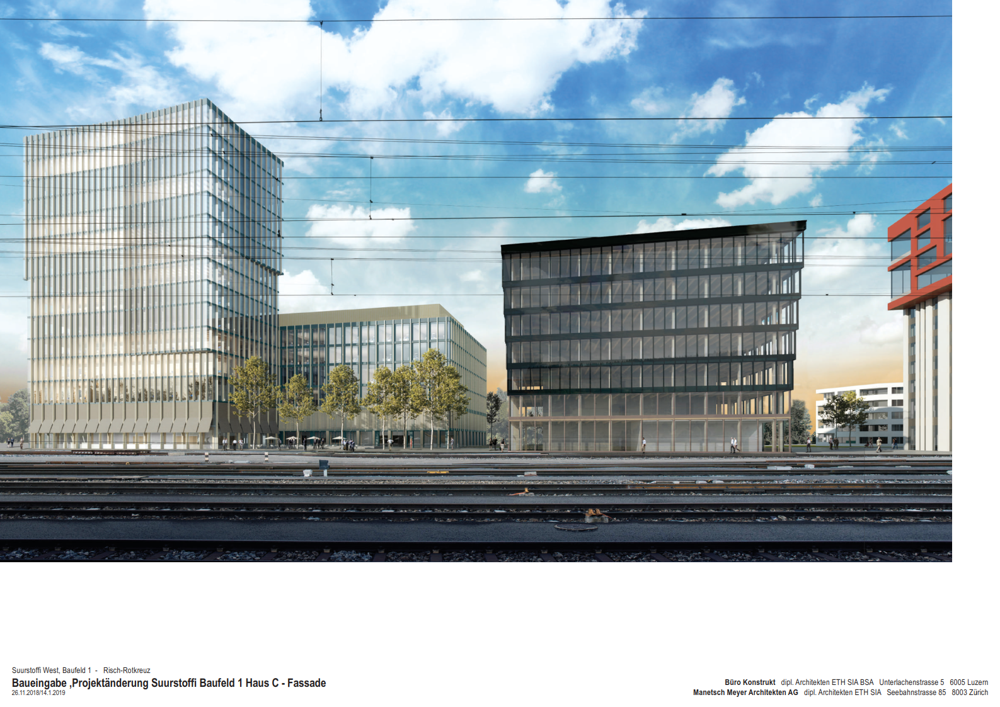 Suurstoffi West, Baufeld 1 - Risch-Rotkreuz
Baueingabe ‚Projektänderung Suurstoffi Baufeld 1 Haus C - Fassade
26.11.2018/14.1.2019
Büro Konstrukt dipl. Architekten ETH SIA BSA Unterlachenstrasse 5 6005 Luzern
Manetsch Meyer Architekten AG dipl. Architekten ETH SIA Seebahnstrasse 85 8003 Zürich